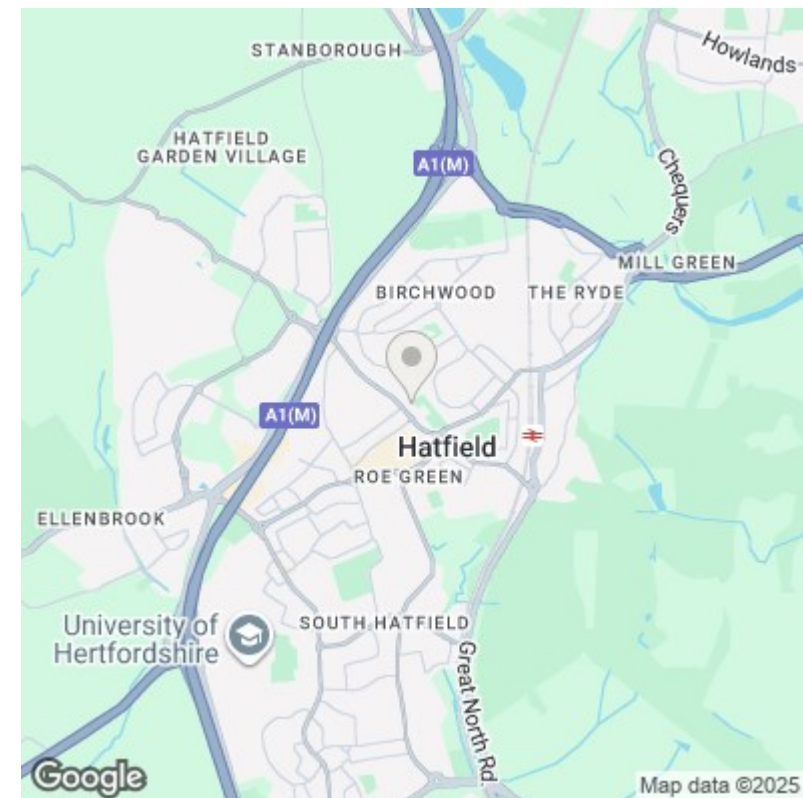 STANBOROUGH
Howlands
HATFIELD
GARDEN VILLAGE
A1(M)
Chequers
MILL GREEN
BIRCHWOOD
THE RYDE
A1(M)
Hatfield
ROE GREEN
ELLENBROOK
University of
Hertfordshire
SOUTH HATFIELD
Great North Rd.
Google
Map data ©2025